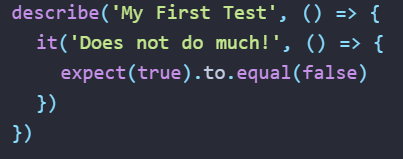 describe('My First Test', () => {
  it('Does not do much!', () => {
    expect(true).to.equal(false)
  })
})